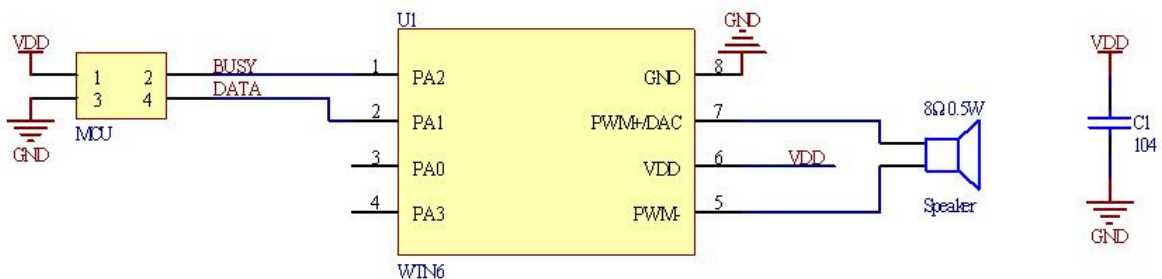 U1
GND
VDD
VDD
BUSY
1 2
1
PA2
GND
8
DATA
3 4
8Ω 0.5W
MCU
2
PA1
PWM+/DAC
7
C1
104
GND
3
PA0
VDD
6
VDD
4
PA3
PWM-
5
Speaker
GND
WTN6